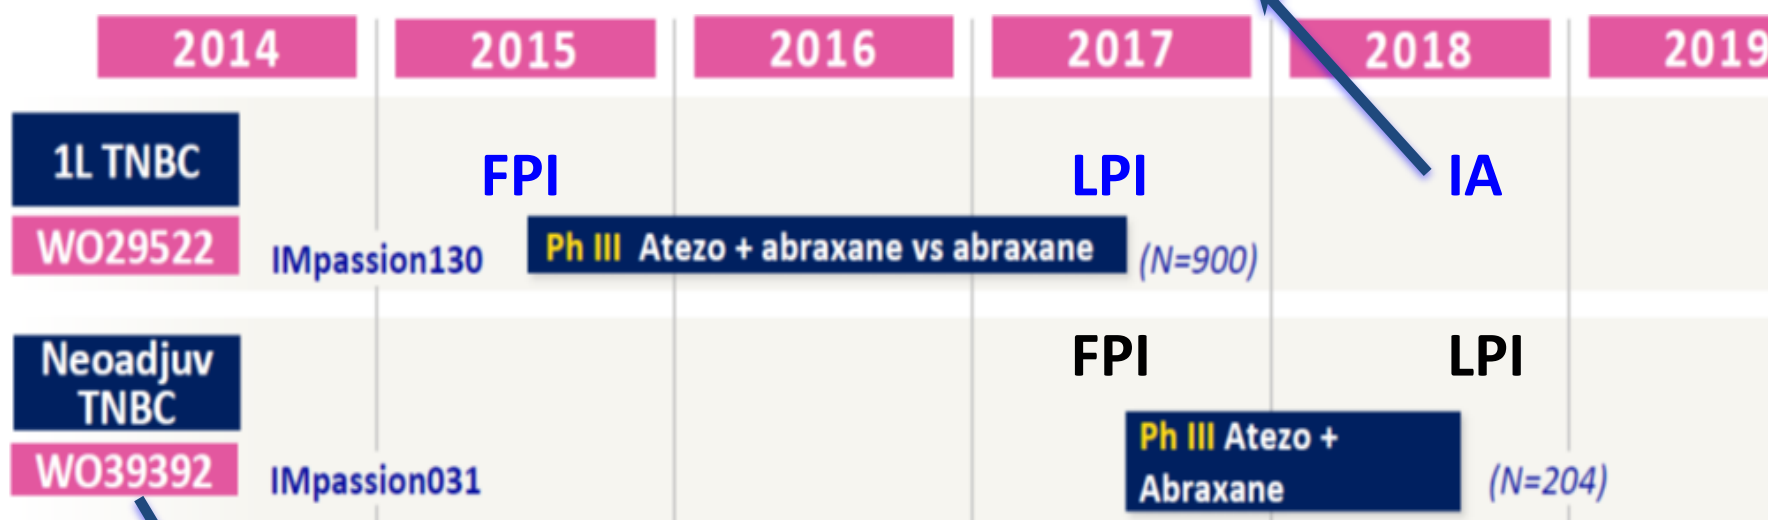 2014 2015 2016 2017 2018 2019
1L TNBC
FPI LPI IA
WO29522 IMpassion130 Ph III Atezo + abraxane vs abraxane (N=900)
Neoadjuv
TNBC
FPI LPI
WO39392 IMpassion031
Ph III Atezo +
Abraxane
(N=204)